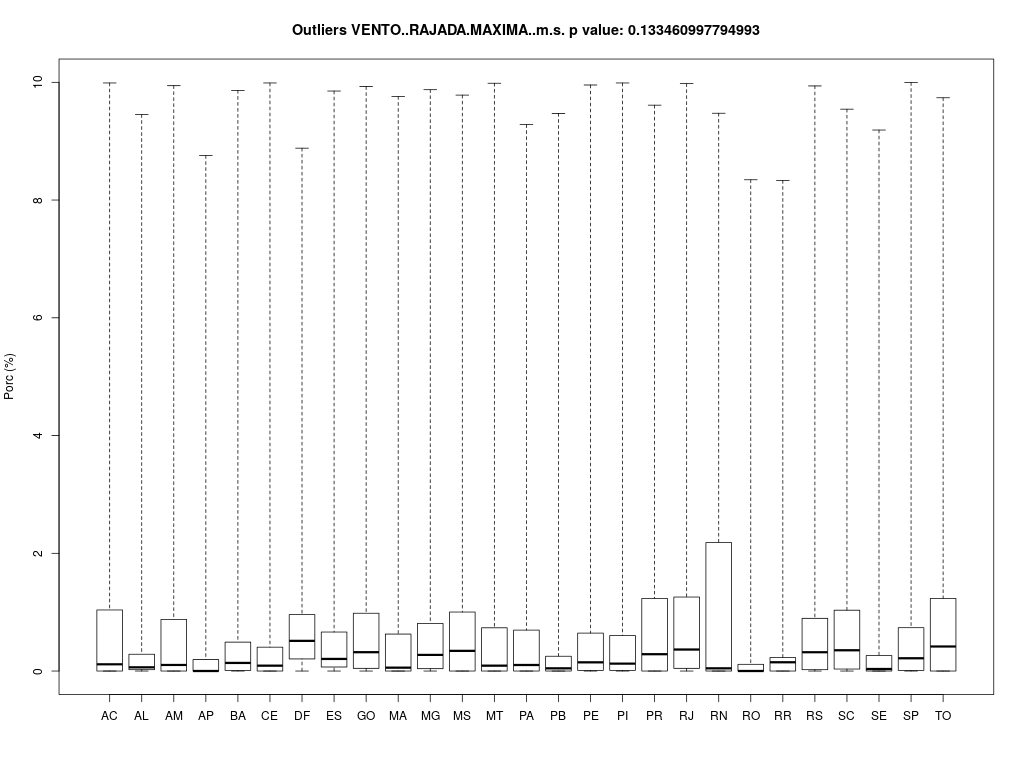 Outliers VENTO..RAJADA.MAXIMA..m.s. p value: 0.133460997794993
10
8
6
4
2
0
Porc (%)
AC AL AM AP BA CE DF ES GO MA MG MS MT PA PB PE PI PR RJ RN RO RR RS SC SE SP TO